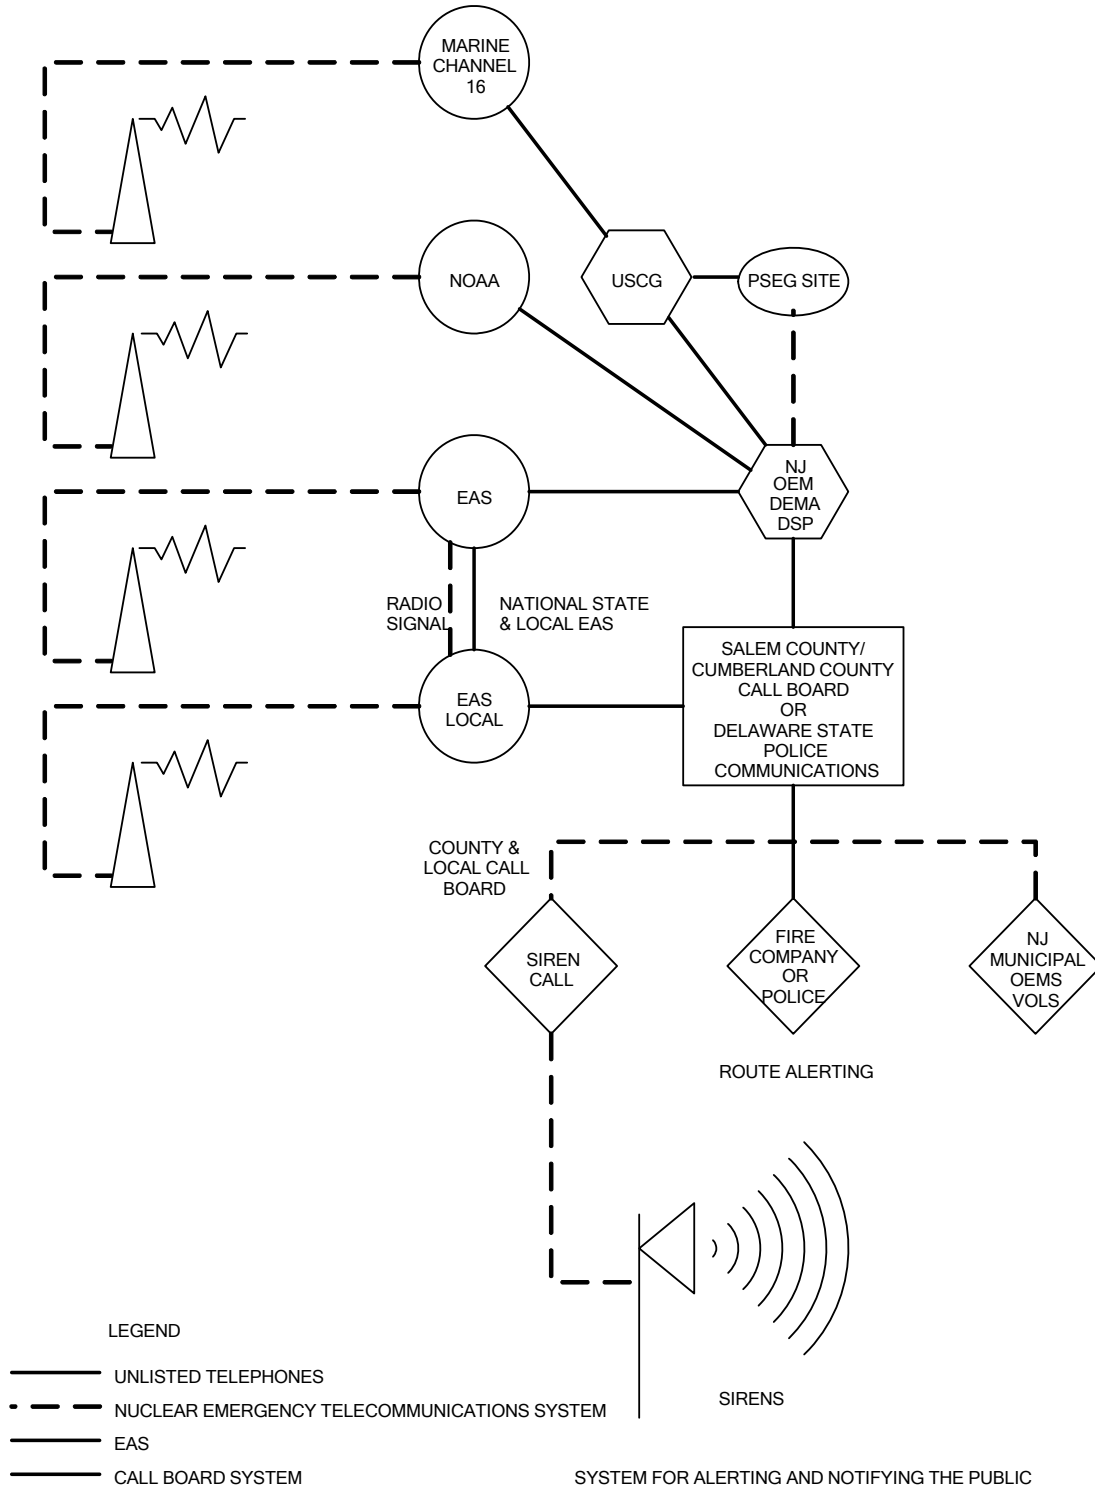 MARINE
CHANNEL
16
NOAA
USCG
PSEG SITE
EAS
NJ
OEM
DEMA
DSP
RADIO
SIGNAL
NATIONAL STATE
& LOCAL EAS
EAS
LOCAL
SALEM COUNTY/
CUMBERLAND COUNTY
CALL BOARD
OR
DELAWARE STATE
POLICE
COMMUNICATIONS
COUNTY &
LOCAL CALL
BOARD
SIREN
CALL
FIRE
COMPANY
OR
POLICE
NJ
MUNICIPAL
OEMS
VOLS
ROUTE ALERTING
SIRENS
LEGEND
UNLISTED TELEPHONES
NUCLEAR EMERGENCY TELECOMMUNICATIONS SYSTEM
EAS
CALL BOARD SYSTEM
SYSTEM FOR ALERTING AND NOTIFYING THE PUBLIC